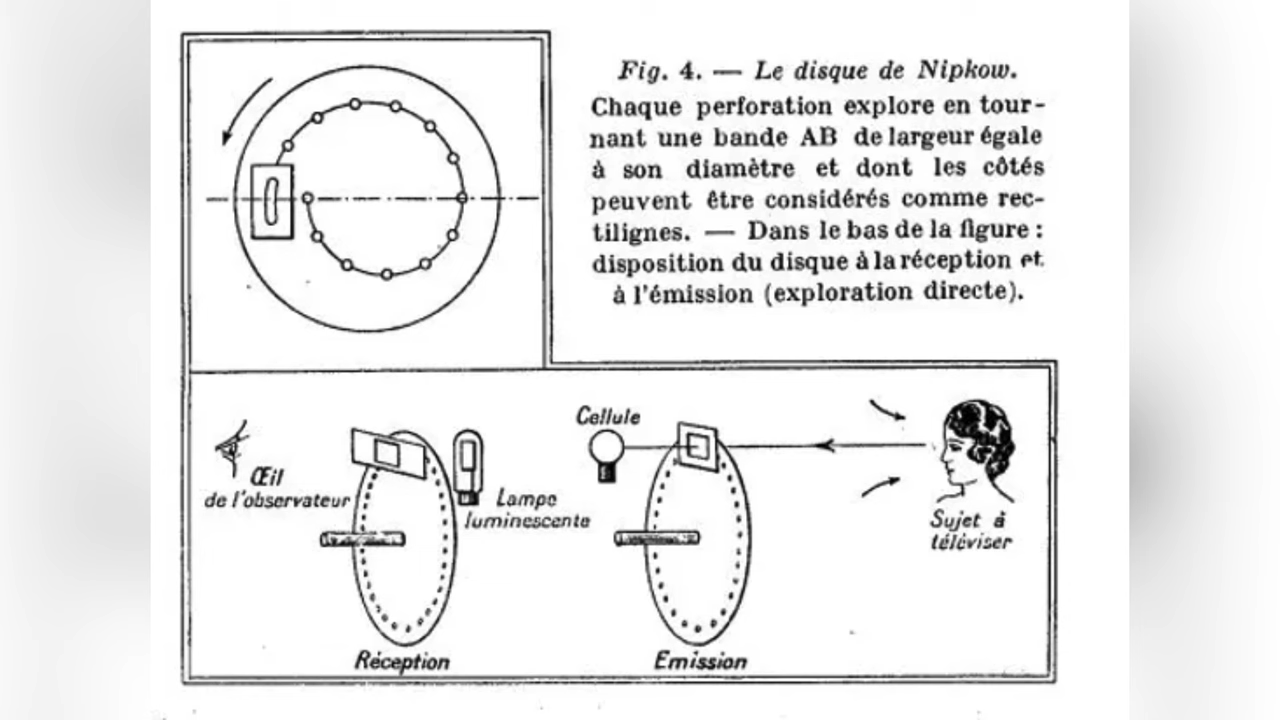 Fig. 4. — Le disque de Nipkow.
Chaque perforation explore en tour-
nant une bande AB de largeur égale
à son diamètre et dont les côtés
peuvent être considérés comme rec-
tilignes. — Dans le bas de la figure :
disposition du disque à la réception et
à l'émission (exploration directe).
Cellule
Œil
de l'observateur
Lampe
luminescente
Sujet à
téléviser
Réception
Emission